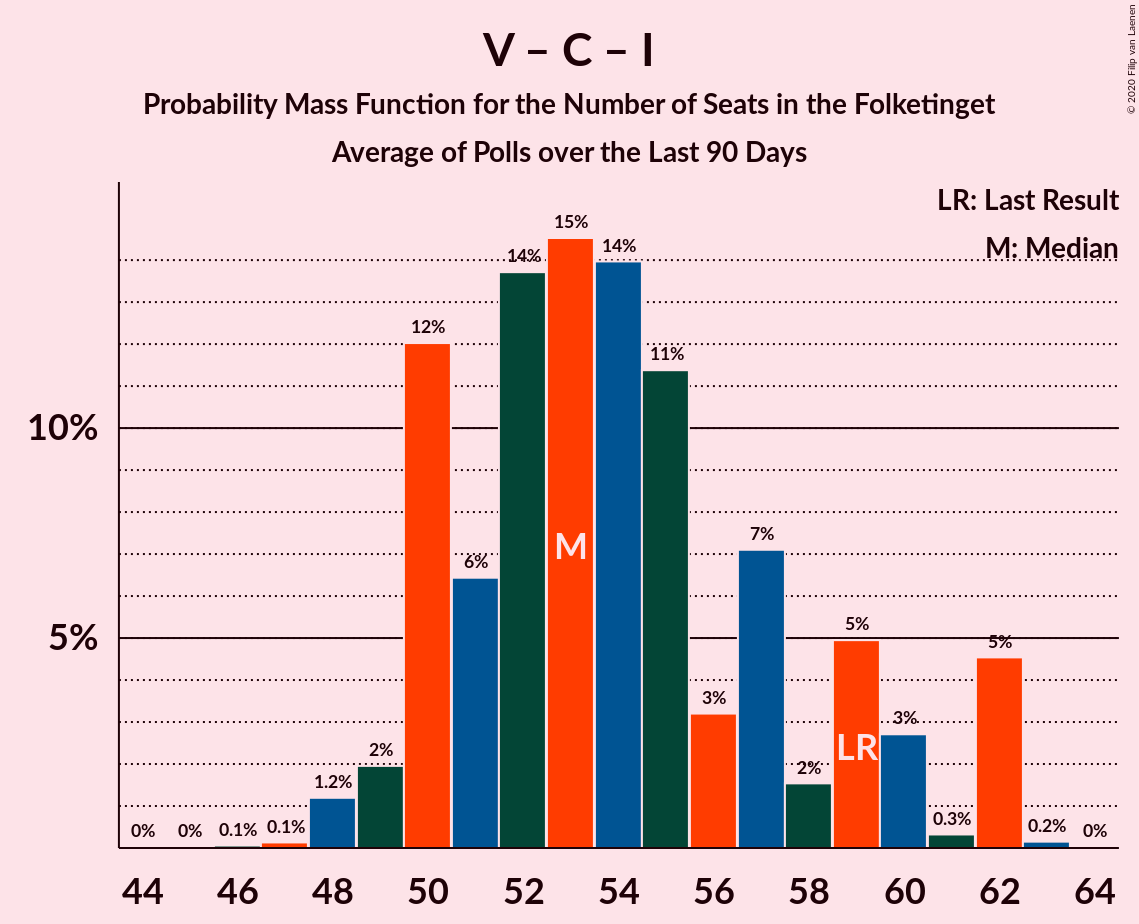 V – C – I
Probability Mass Function for the Number of Seats in the Folketinget
Average of Polls over the Last 90 Days
© 2020 Filip van Laenen
LR: Last Result
M: Median
10%
5%
0%
0%
0.1%
0.1%
1.2%
2%
12%
6%
14%
15%
14%
11%
3%
7%
2%
5%
3%
0.3%
5%
0.2%
0%
M
LR
44 46 48 50 52 54 56 58 60 62 64